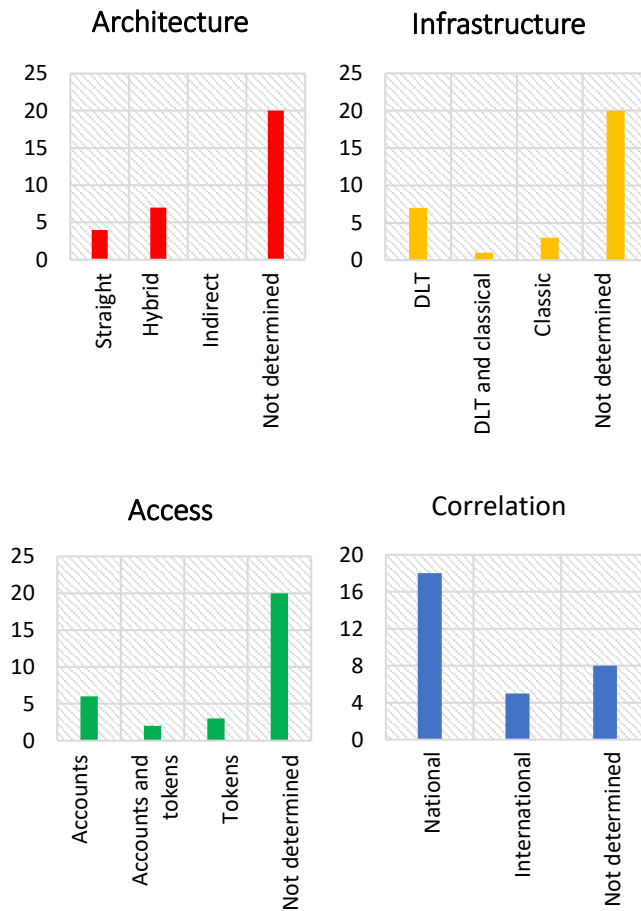 Architecture
25
20
15
10
5
0
Straight
Hybrid
Indirect
Not determined
Infrastructure
25
20
15
10
5
0
DLT
DLT and classical
Classic
Not determined
Access
25
20
15
10
5
0
Accounts
Accounts and
tokens
Tokens
Not determined
Correlation
20
16
12
8
4
0
National
International
Not determined